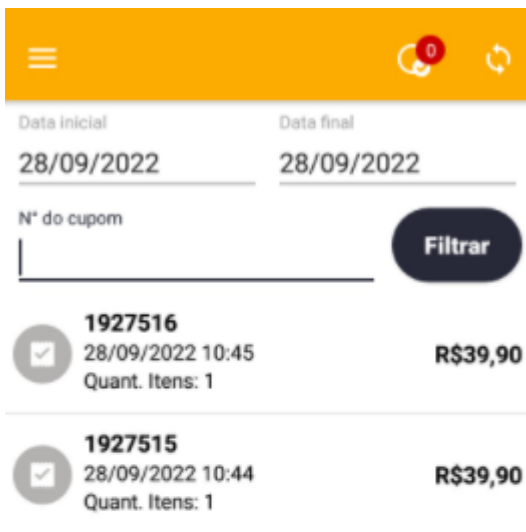 0
Data inicial Data final
28/09/2022 28/09/2022
N° do cupom
Filtrar
1927516
28/09/2022 10:45 R$39,90
Quant. Itens: 1
1927515
28/09/2022 10:44 R$39,90
Quant. Itens: 1